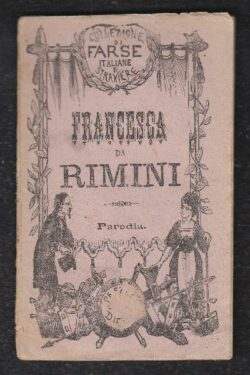 COLLEZIONE
DI
FARSE
ITALIANE
E
STRANIERE
FRANCESCA
DA
RIMINI
Parodia.